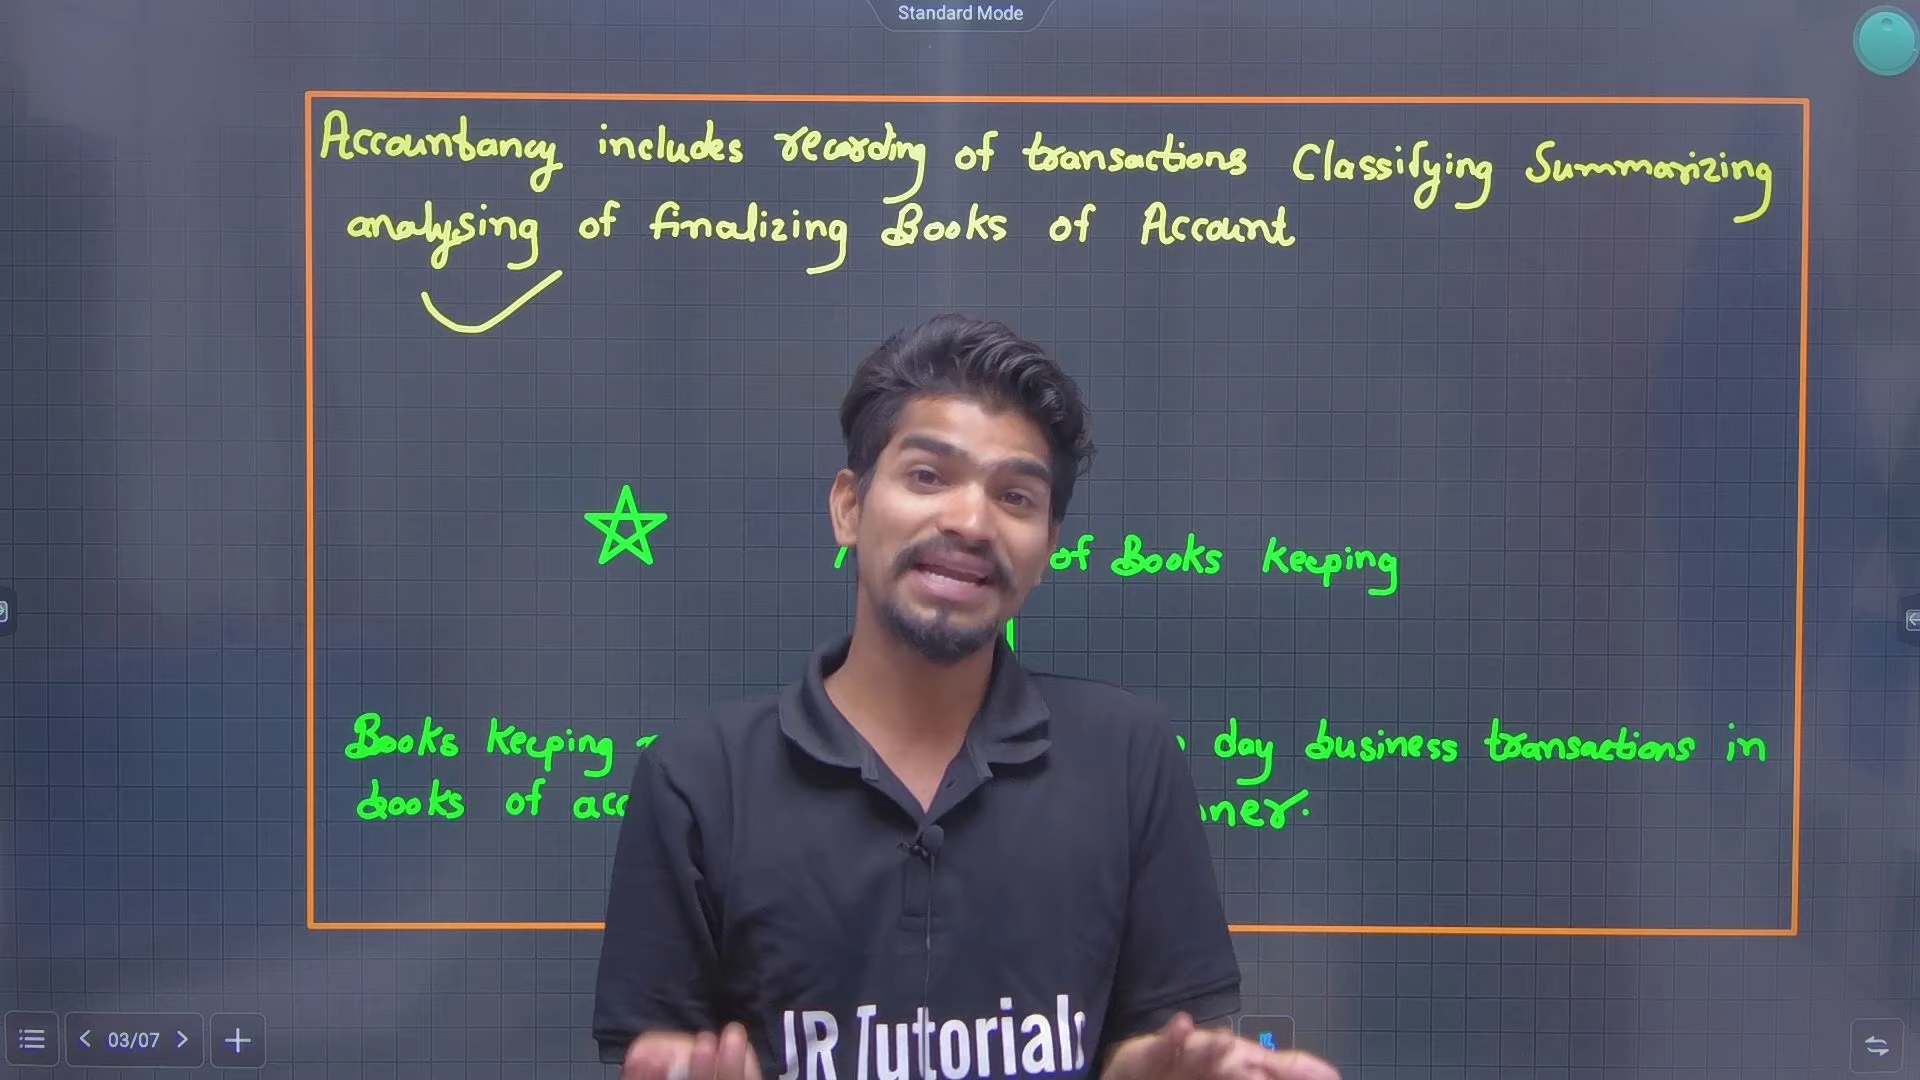 Standard Mode
Accountancy includes recording of transactions Classifying Summarizing
analysing of finalizing Books of Account
of Books keeping
Books keeping day business transactions in
books of
JR Tutorials
03/07